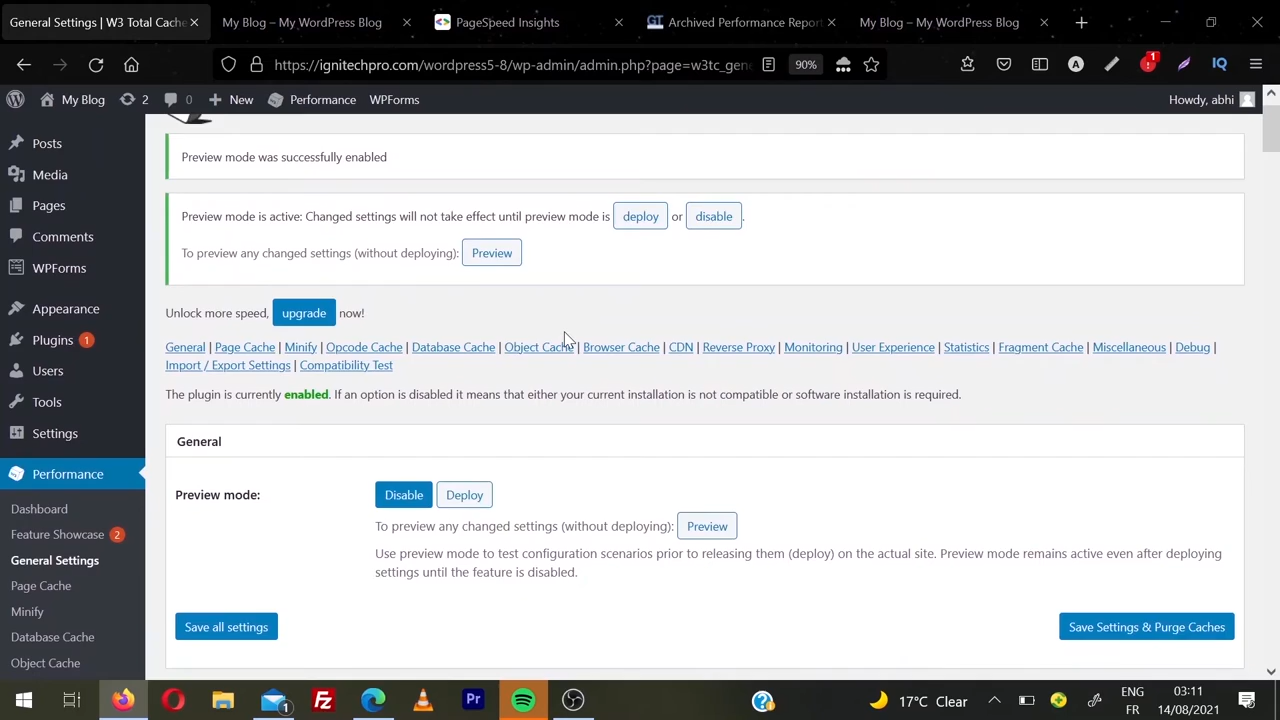 General Settings | W3 Total Cache
My Blog – My WordPress Blog
PageSpeed Insights
GT Archived Performance Report
My Blog – My WordPress Blog
https://ignitechpro.com/wordpress5-8/wp-admin/admin.php?page=w3tc_gene
90%
A
1
IQ
My Blog
2
0
New
Performance
WPForms
Howdy, abhi
Posts
Media
Pages
Comments
WPForms
Appearance
Plugins 1
Users
Tools
Settings
Performance
Dashboard
Feature Showcase 2
General Settings
Page Cache
Minify
Database Cache
Object Cache
Preview mode was successfully enabled
Preview mode is active: Changed settings will not take effect until preview mode is deploy or disable.
To preview any changed settings (without deploying): Preview
Unlock more speed, upgrade now!
General | Page Cache | Minify | Opcode Cache | Database Cache | Object Cache | Browser Cache | CDN | Reverse Proxy | Monitoring | User Experience | Statistics | Fragment Cache | Miscellaneous | Debug |
Import / Export Settings | Compatibility Test
The plugin is currently enabled. If an option is disabled it means that either your current installation is not compatible or software installation is required.
General
Preview mode:
Disable
Deploy
To preview any changed settings (without deploying): Preview
Use preview mode to test configuration scenarios prior to releasing them (deploy) on the actual site. Preview mode remains active even after deploying
settings until the feature is disabled.
Save all settings
Save Settings & Purge Caches
1
Fz
Pr
?
17°C Clear
ENG
FR
03:11
14/08/2021